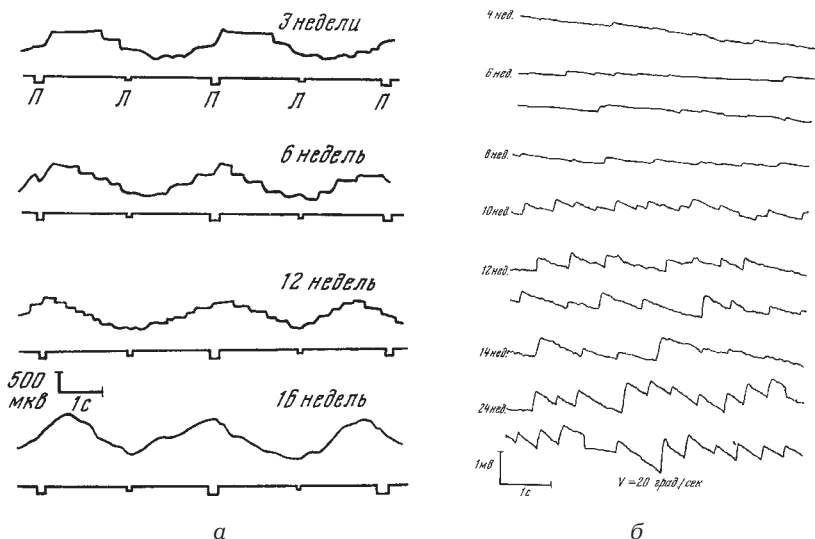 3 недели
П Л П Л П
6 недель
12 недель
500
мкв
1с
16 недель
а
4 нед.
6 нед.
8 нед.
10 нед.
12 нед.
14 нед.
24 нед.
1мв
1с
V = 20 град/сек
б